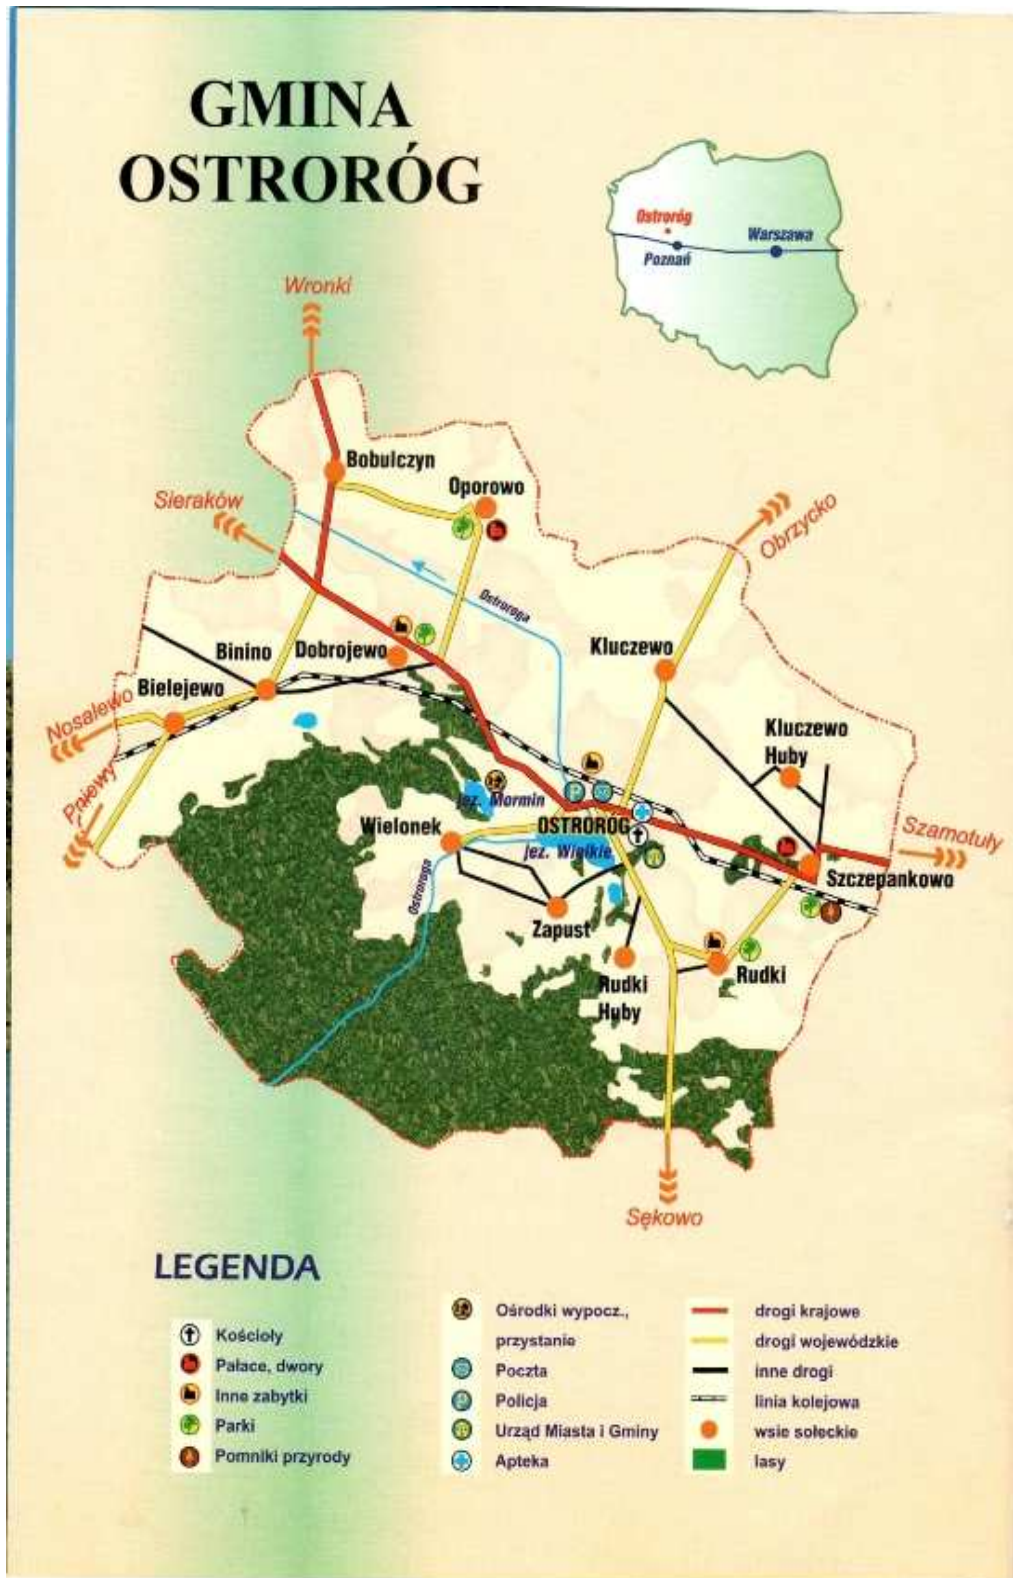 GMINA
OSTRORÓG
Ostroróg
Warszawa
Poznań
Wronki
Bobulczyn
Oporowo
Sieraków
Obrzycko
Ostroroga
Kluczewo
Binino
Dobrojewo
Bielejewo
Nosalewo
Kluczewo
Huby
Pniewy
jez. Mormin
Wielonek
OSTRORÓG
jez. Wielkie
Szamotuły
Szczepankowo
Ostroroga
Zapust
Rudki
Rudki
Huby
Sękowo
LEGENDA
Kościoły
Pałace, dwory
Inne zabytki
Parki
Pomniki przyrody
Ośrodki wypocz.,
przystanie
Poczta
Policja
Urząd Miasta i Gminy
Apteka
drogi krajowe
drogi wojewódzkie
inne drogi
linia kolejowa
wsie sołeckie
lasy